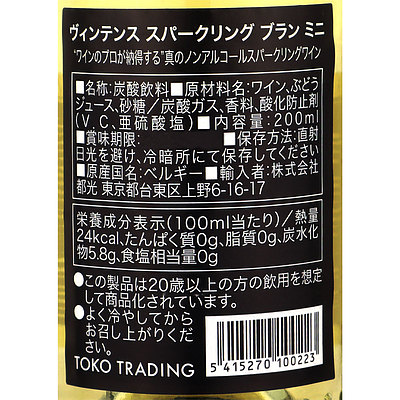 ヴィンテンス スパークリング ブラン ミニ
"ワインのプロが納得する"真のノンアルコールスパークリングワイン
■名称:炭酸飲料■原材料名:ワイン、ぶどう
ジュース、砂糖／炭酸ガス、香料、酸化防止剤
(V.C、亜硫酸塩)■内容量:200ml
■賞味期限: ■保存方法:直射
日光を避け、冷暗所にて保存してください
■原産国名:ベルギー■輸入者:株式会社
都光 東京都台東区上野6-16-17
栄養成分表示(100ml当たり)／熱量
24kcal、たんぱく質0g、脂質0g、炭水化
物5.8g、食塩相当量0g
●この製品は20歳以上の方の飲用を想定
して商品化されています。
●よく冷やしてから
お召し上がりくだ
さい。
TOKO TRADING
5 415270 100223